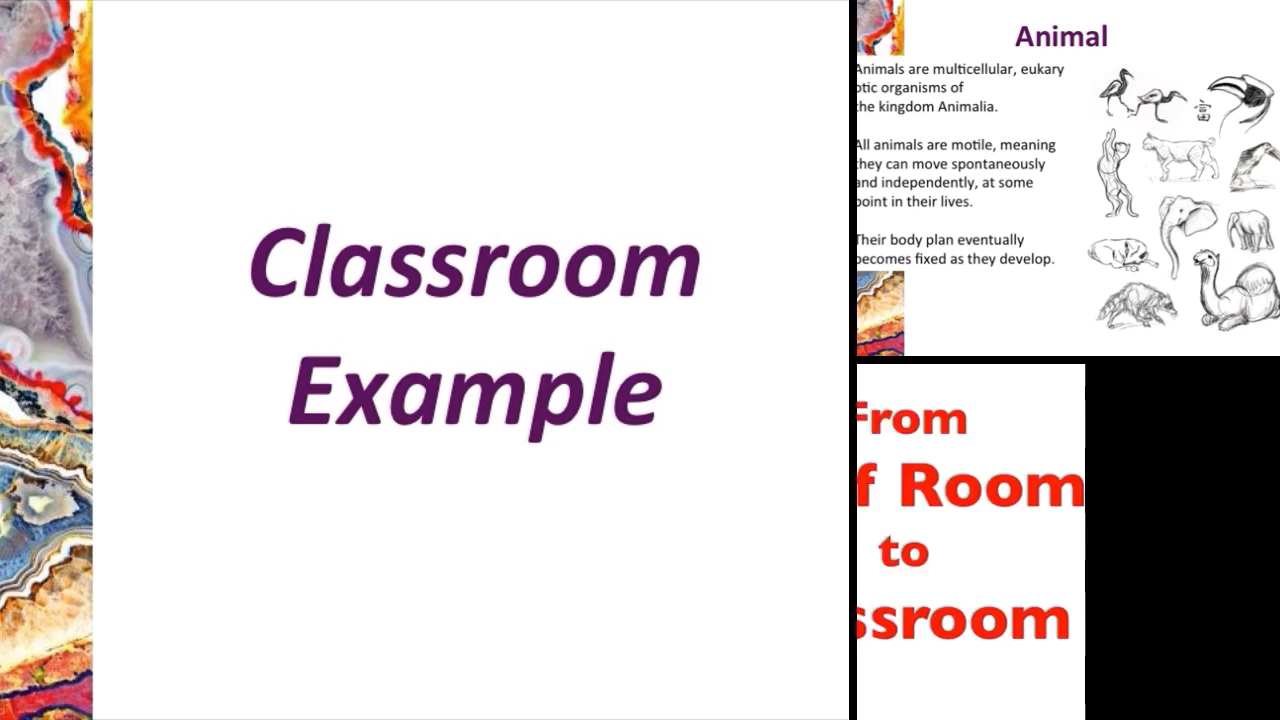 Classroom
Example
Animal
Animals are multicellular, eukary
otic organisms of
the kingdom Animalia.
All animals are motile, meaning
they can move spontaneously
and independently, at some
point in their lives.
Their body plan eventually
becomes fixed as they develop.
From
f Room
to
ssroom